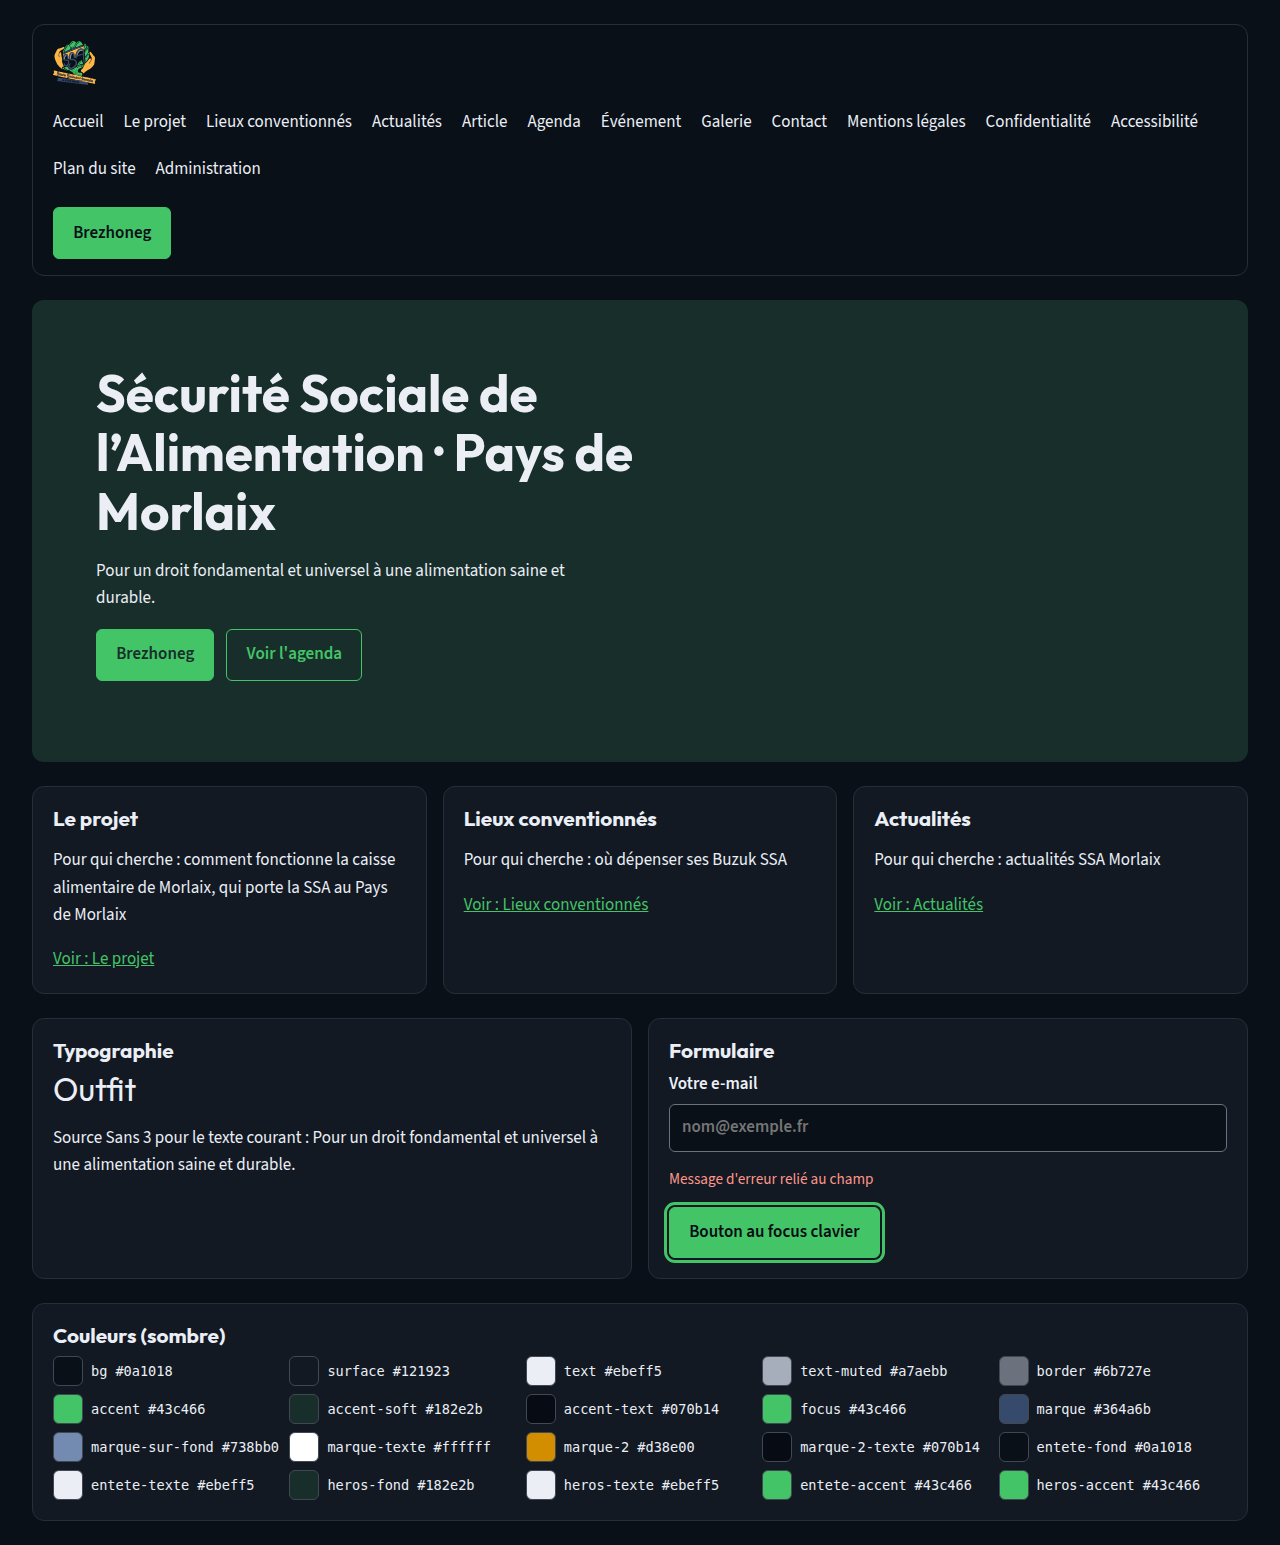 SSA
Accueil Le projet Lieux conventionnés Actualités Article Agenda Événement Galerie Contact Mentions légales Confidentialité Accessibilité
Plan du site Administration
Brezhoneg
Sécurité Sociale de
l’Alimentation · Pays de
Morlaix
Pour un droit fondamental et universel à une alimentation saine et
durable.
Brezhoneg Voir l'agenda
Le projet
Pour qui cherche : comment fonctionne la caisse
alimentaire de Morlaix, qui porte la SSA au Pays
de Morlaix
Voir : Le projet
Lieux conventionnés
Pour qui cherche : où dépenser ses Buzuk SSA
Voir : Lieux conventionnés
Actualités
Pour qui cherche : actualités SSA Morlaix
Voir : Actualités
Typographie
Outfit
Source Sans 3 pour le texte courant : Pour un droit fondamental et universel à
une alimentation saine et durable.
Formulaire
Votre e-mail
nom@exemple.fr
Message d'erreur relié au champ
Bouton au focus clavier
Couleurs (sombre)
bg #0a1018 surface #121923 text #ebeff5 text-muted #a7aebb border #6b727e
accent #43c466 accent-soft #182e2b accent-text #070b14 focus #43c466 marque #364a6b
marque-sur-fond #738bb0 marque-texte #ffffff marque-2 #d38e00 marque-2-texte #070b14 entete-fond #0a1018
entete-texte #ebeff5 heros-fond #182e2b heros-texte #ebeff5 entete-accent #43c466 heros-accent #43c466